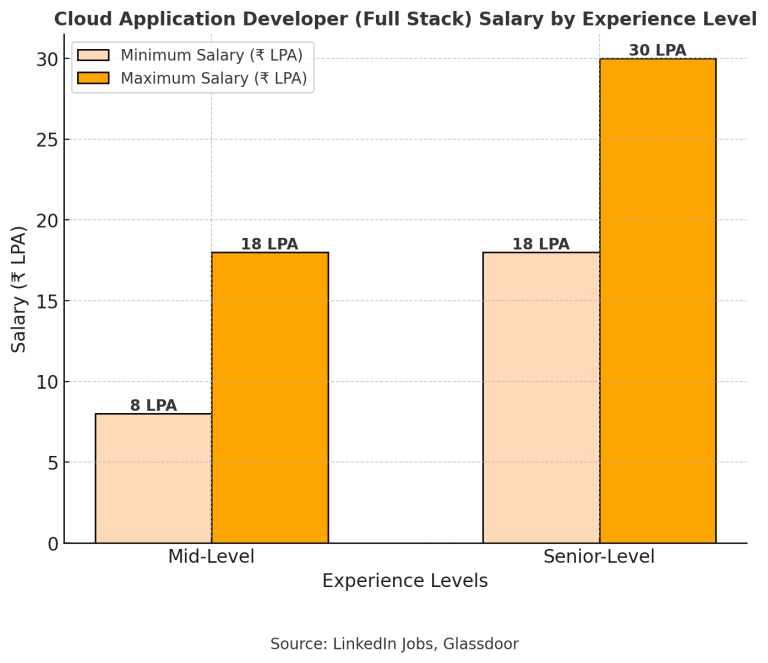 Cloud Application Developer (Full Stack) Salary by Experience Level
Minimum Salary (₹ LPA)
Maximum Salary (₹ LPA)
Salary (₹ LPA)
30
25
20
15
10
5
0
8 LPA
18 LPA
18 LPA
30 LPA
Mid-Level
Senior-Level
Experience Levels
Source: LinkedIn Jobs, Glassdoor